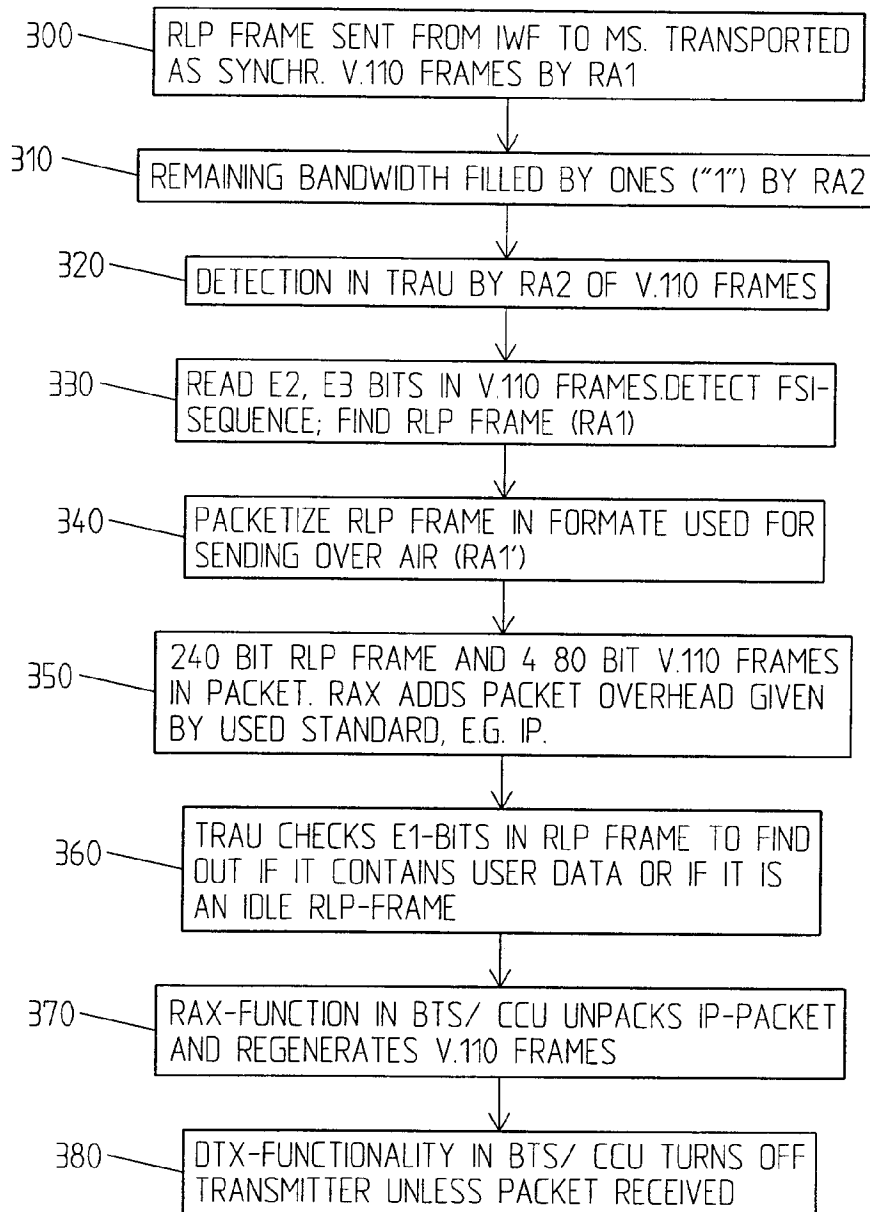 300
RLP FRAME SENT FROM IWF TO MS. TRANSPORTED
AS SYNCHR. V.110 FRAMES BY RA1
310
REMAINING BANDWIDTH FILLED BY ONES ("1") BY RA2
320
DETECTION IN TRAU BY RA2 OF V.110 FRAMES
330
READ E2, E3 BITS IN V.110 FRAMES.DETECT FSI-
SEQUENCE; FIND RLP FRAME (RA1)
340
PACKETIZE RLP FRAME IN FORMATE USED FOR
SENDING OVER AIR (RA1')
350
240 BIT RLP FRAME AND 4 80 BIT V.110 FRAMES
IN PACKET. RAX ADDS PACKET OVERHEAD GIVEN
BY USED STANDARD, E.G. IP.
360
TRAU CHECKS E1-BITS IN RLP FRAME TO FIND
OUT IF IT CONTAINS USER DATA OR IF IT IS
AN IDLE RLP-FRAME
370
RAX-FUNCTION IN BTS/ CCU UNPACKS IP-PACKET
AND REGENERATES V.110 FRAMES
380
DTX-FUNCTIONALITY IN BTS/ CCU TURNS OFF
TRANSMITTER UNLESS PACKET RECEIVED